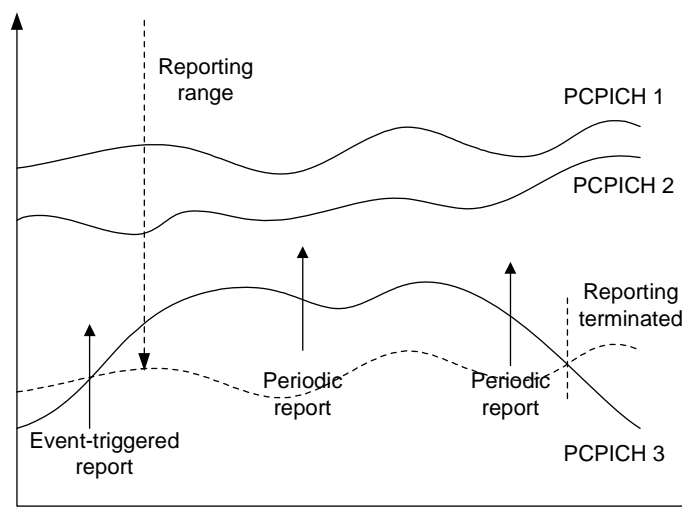 Reporting
range
PCPICH 1
PCPICH 2
Reporting
terminated
Periodic
report
Periodic
report
Event-triggered
report
PCPICH 3